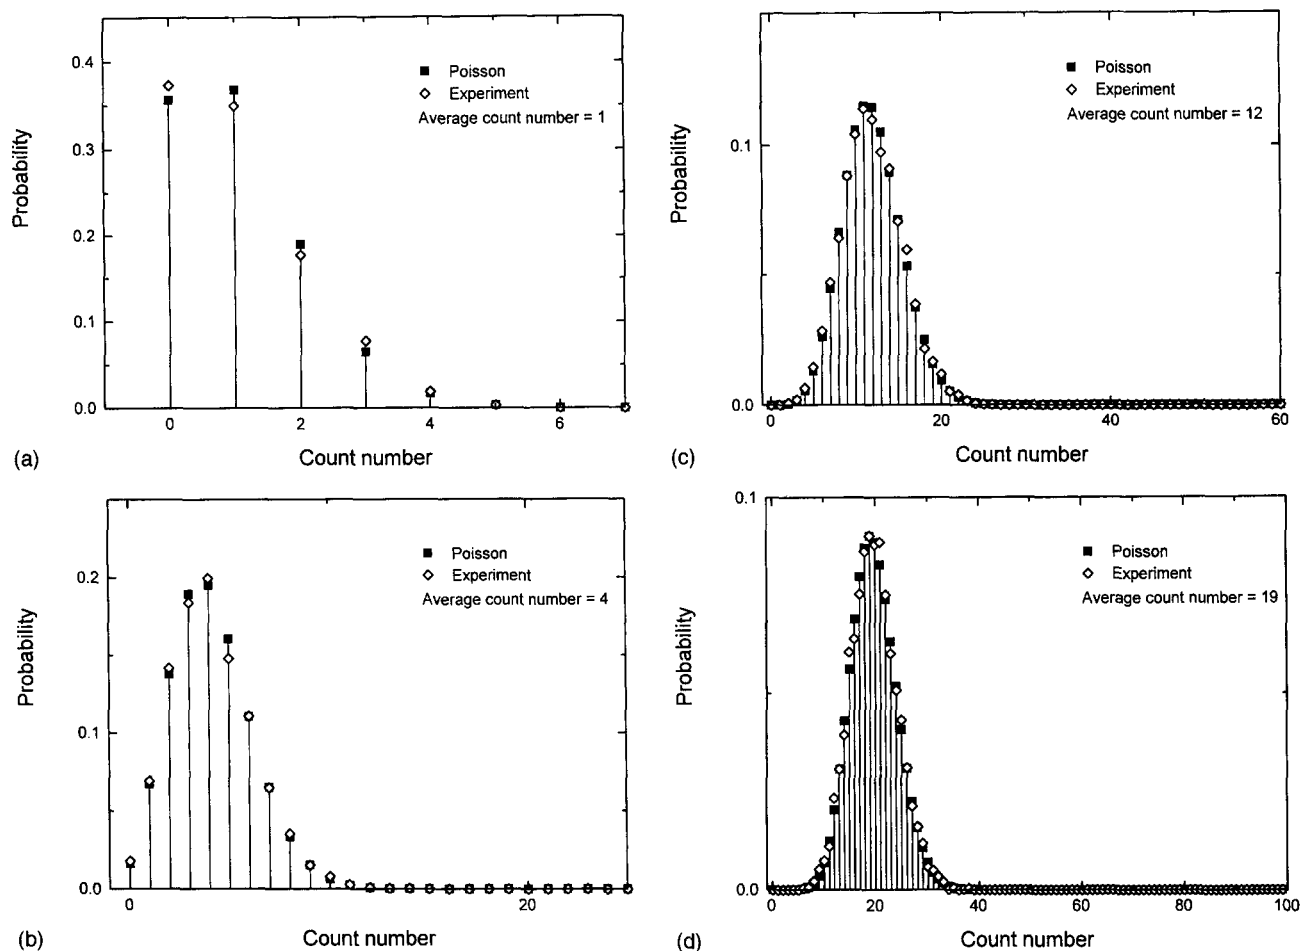 0.4
0.3
0.2
0.1
0.0
Probability
Poisson
Experiment
Average count number = 1
0
2
4
6
Count number
(a)
0.2
0.1
0.0
Probability
Poisson
Experiment
Average count number = 4
0
20
Count number
(b)
0.1
0.0
Probability
Poisson
Experiment
Average count number = 12
0
20
40
60
Count number
(c)
0.1
0.0
Probability
Poisson
Experiment
Average count number = 19
0
20
40
60
80
100
Count number
(d)